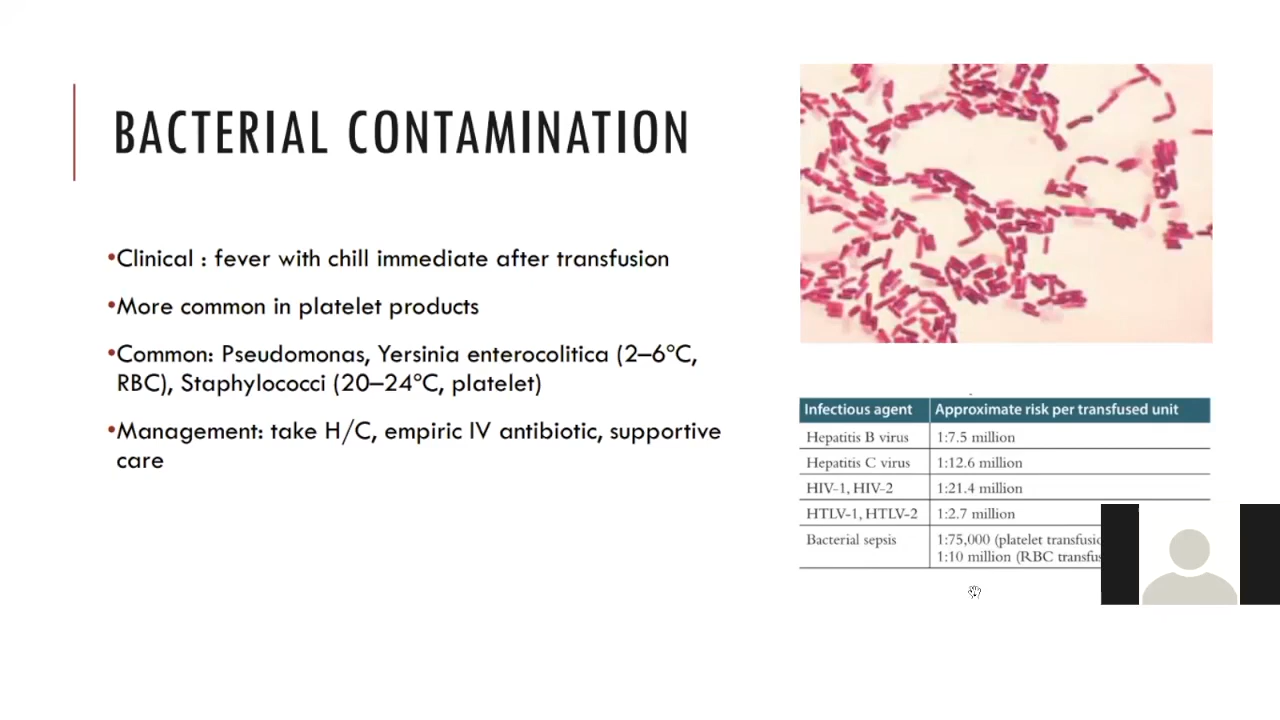 BACTERIAL CONTAMINATION
•Clinical : fever with chill immediate after transfusion
•More common in platelet products
•Common: Pseudomonas, Yersinia enterocolitica (2–6°C,
RBC), Staphylococci (20–24°C, platelet)
•Management: take H/C, empiric IV antibiotic, supportive
care
Infectious agent Approximate risk per transfused unit
Hepatitis B virus 1:7.5 million
Hepatitis C virus 1:12.6 million
HIV-1, HIV-2 1:21.4 million
HTLV-1, HTLV-2 1:2.7 million
Bacterial sepsis 1:75,000 (platelet
1:10 million (RBC